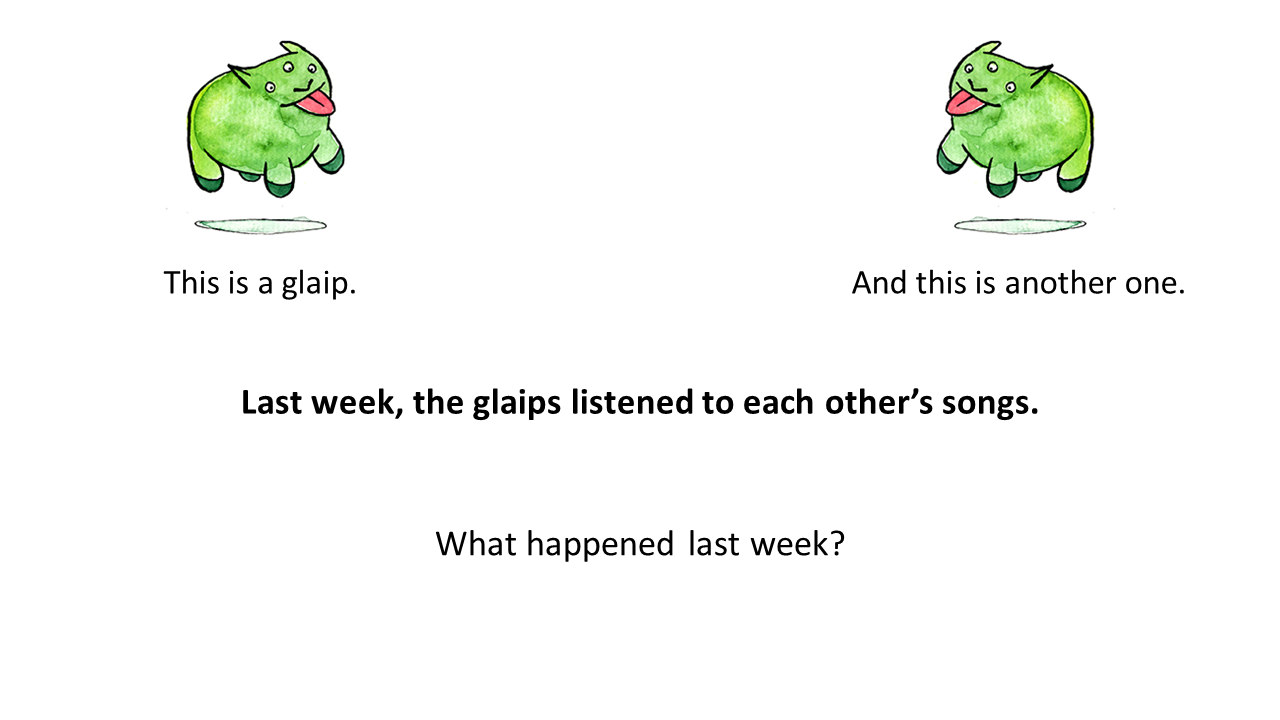 This is a glaip.
And this is another one.
Last week, the glaips listened to each other’s songs.
What happened last week?